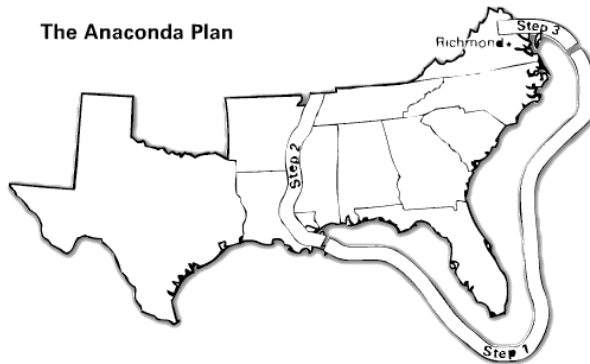 The Anaconda Plan
Step 3
Richmond
Step 2
Step 1